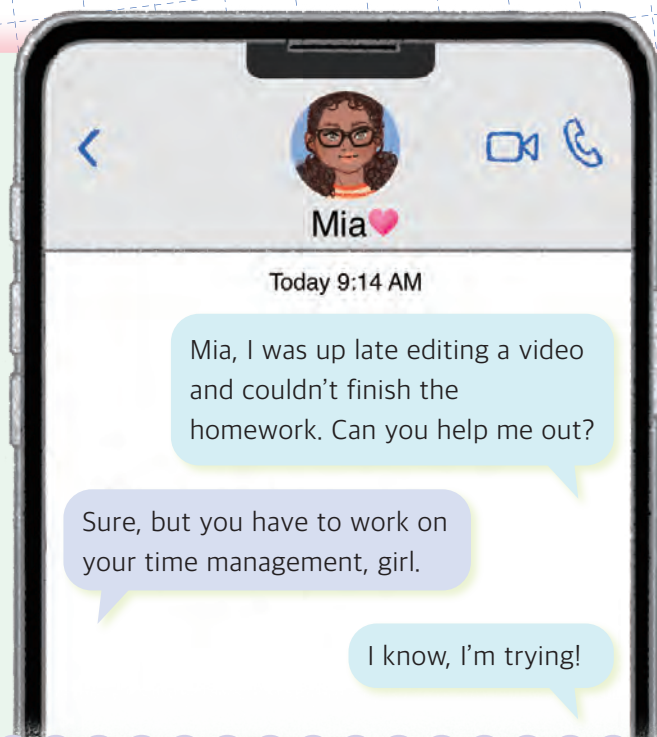 Mia
Today 9:14 AM
Mia, I was up late editing a video
and couldn't finish the
homework. Can you help me out?
Sure, but you have to work on
your time management, girl.
I know, I'm trying!